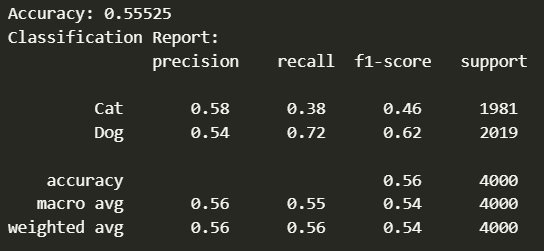 Accuracy: 0.55525
Classification Report:
precision recall f1-score support
Cat 0.58 0.38 0.46 1981
Dog 0.54 0.72 0.62 2019
accuracy 0.56 4000
macro avg 0.56 0.55 0.54 4000
weighted avg 0.56 0.56 0.54 4000